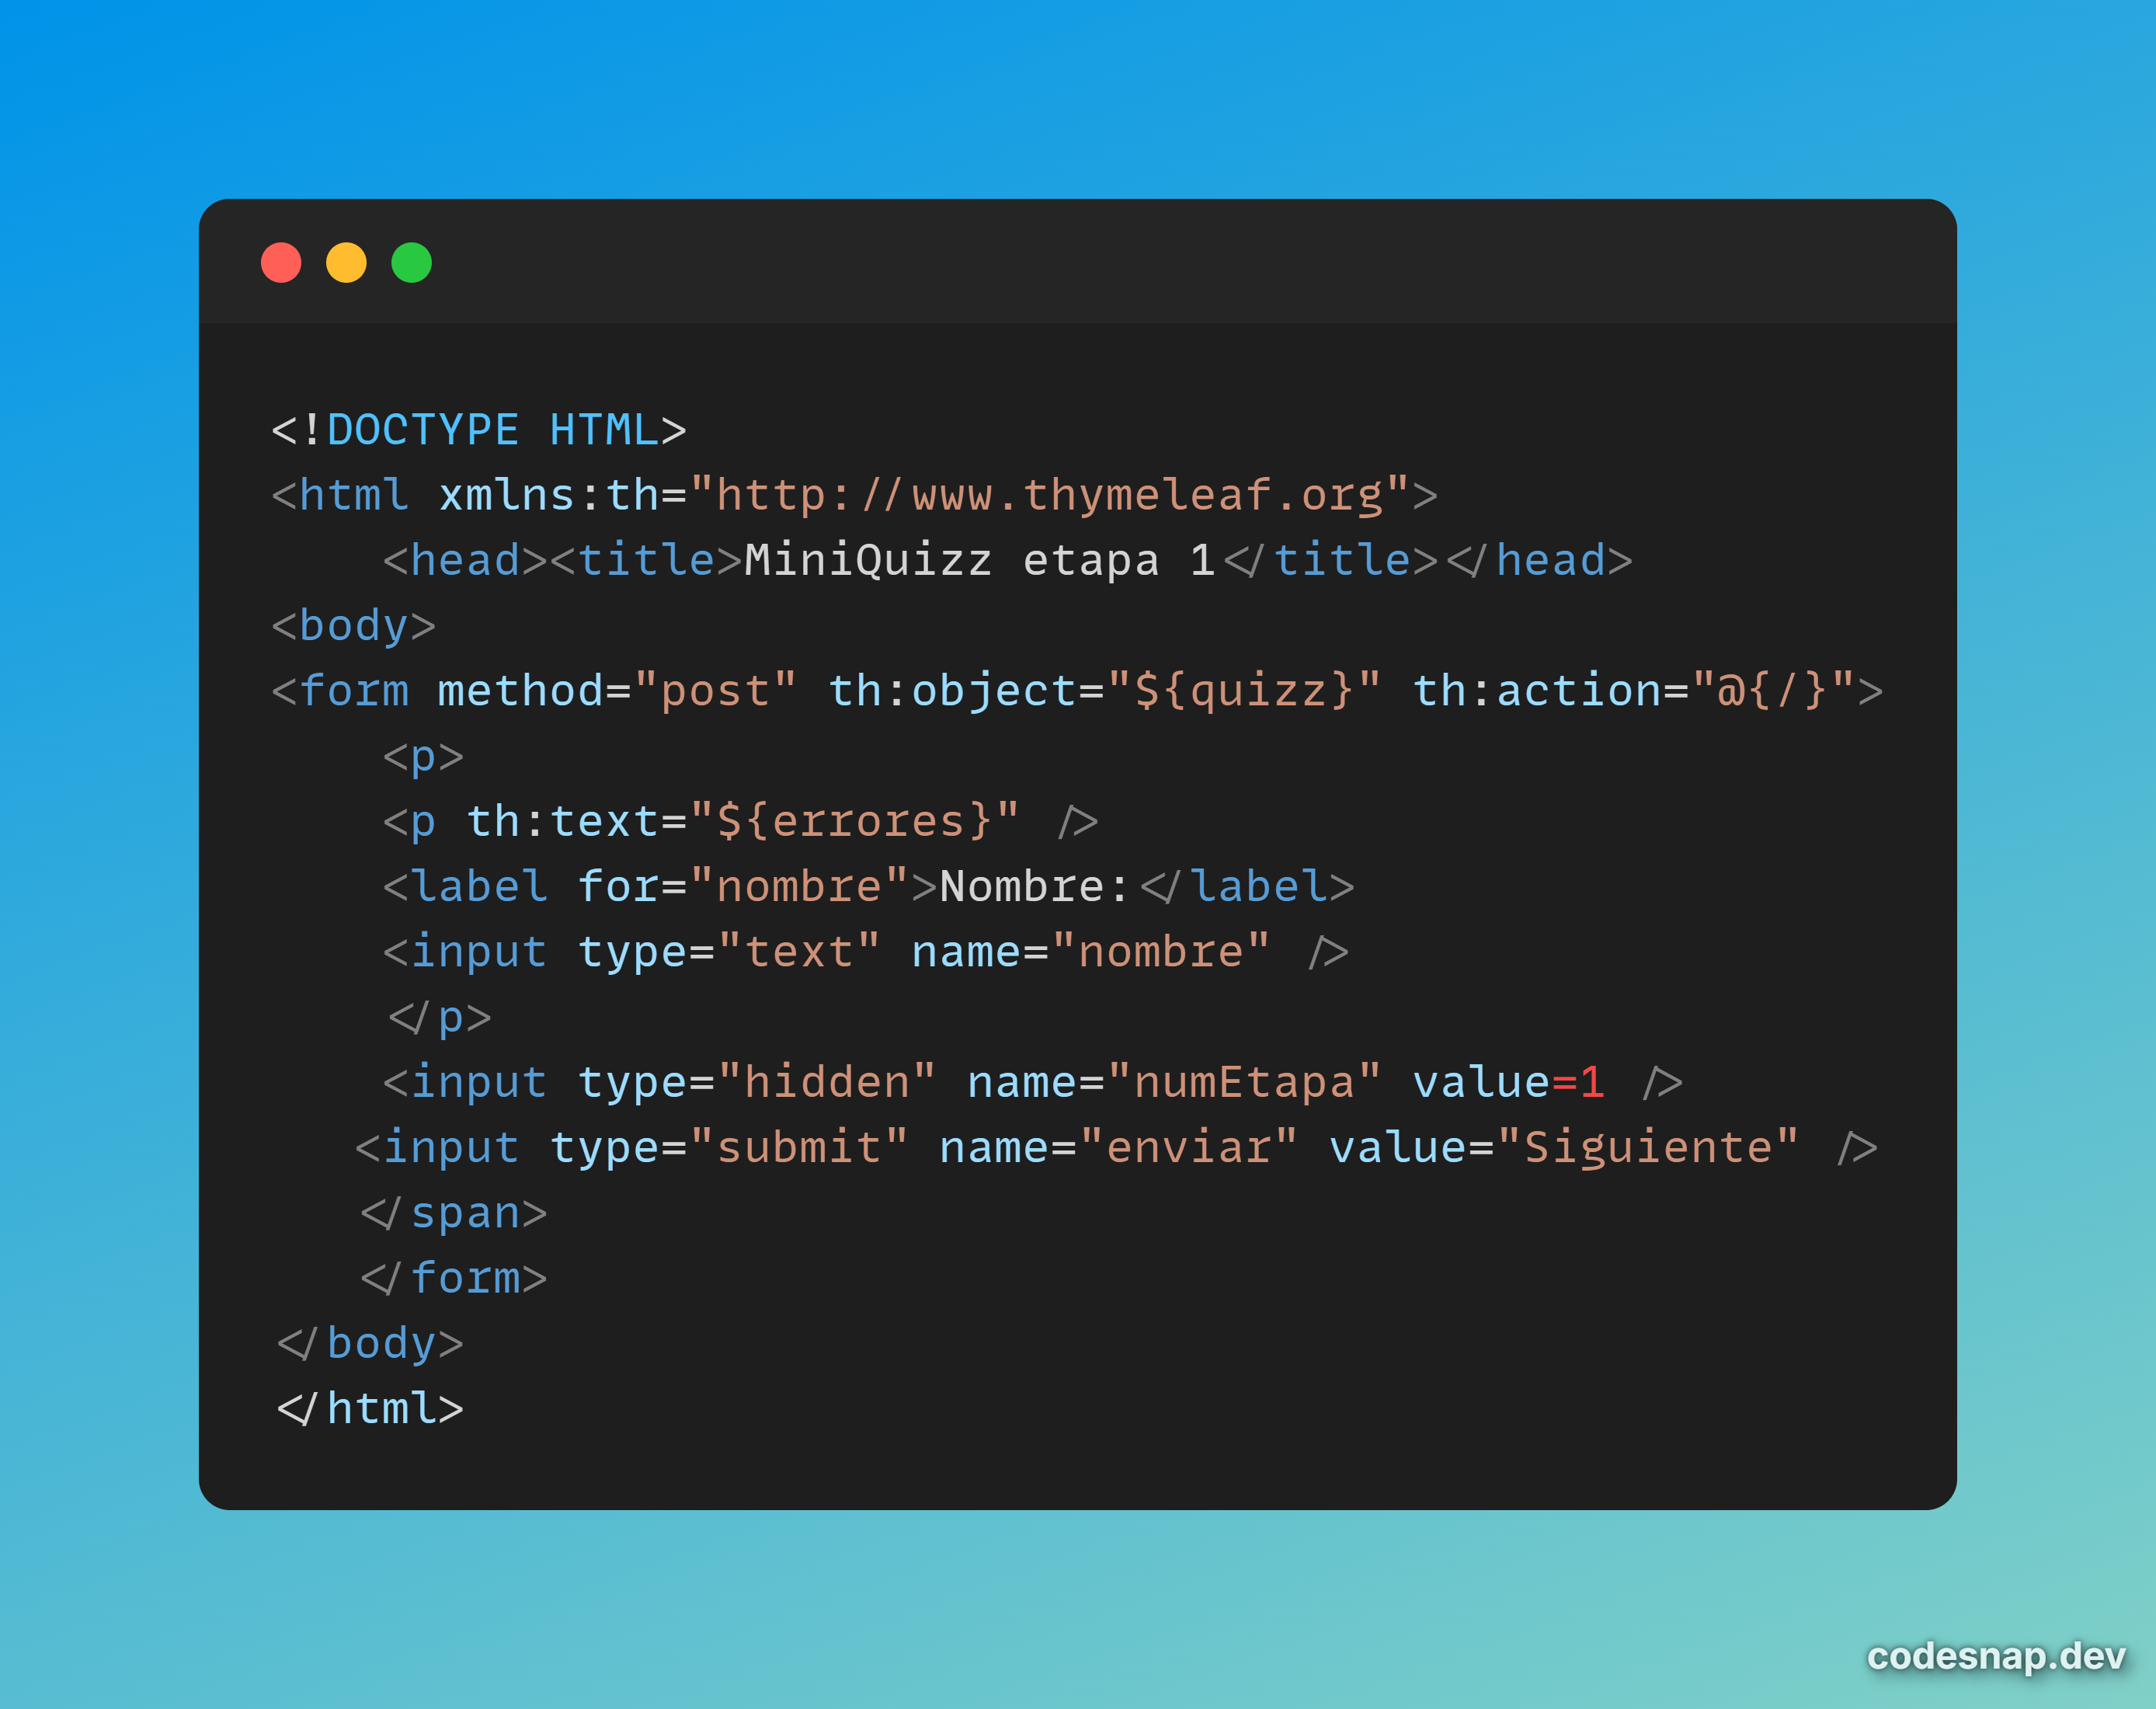 <!DOCTYPE HTML>
<html xmlns:th="http://www.thymeleaf.org">
    <head><title>MiniQuizz etapa 1</title></head>
<body>
<form method="post" th:object="${quizz}" th:action="@{/}">
    <p>
    <p th:text="${errores}" />
    <label for="nombre">Nombre:</label>
    <input type="text" name="nombre" />
    </p>
    <input type="hidden" name="numEtapa" value=1 />
   <input type="submit" name="enviar" value="Siguiente" />
   </span>
   </form>
</body>
</html>
codesnap.dev